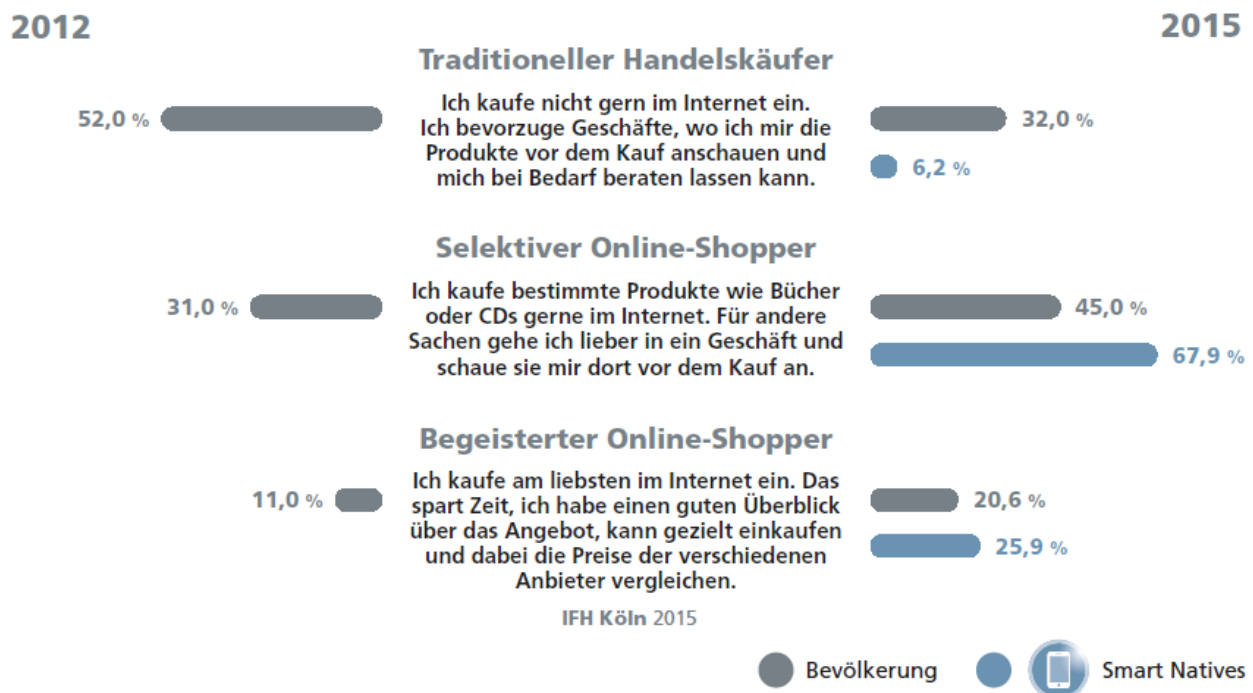 2012
2015
Traditioneller Handelskäufer
Ich kaufe nicht gern im Internet ein.
Ich bevorzuge Geschäfte, wo ich mir die
Produkte vor dem Kauf anschauen und
mich bei Bedarf beraten lassen kann.
52,0 %
32,0 %
6,2 %
Selektiver Online-Shopper
Ich kaufe bestimmte Produkte wie Bücher
oder CDs gerne im Internet. Für andere
Sachen gehe ich lieber in ein Geschäft und
schaue sie mir dort vor dem Kauf an.
31,0 %
45,0 %
67,9 %
Begeisterter Online-Shopper
Ich kaufe am liebsten im Internet ein. Das
spart Zeit, ich habe einen guten Überblick
über das Angebot, kann gezielt einkaufen
und dabei die Preise der verschiedenen
Anbieter vergleichen.
11,0 %
20,6 %
25,9 %
IFH Köln 2015
Bevölkerung
Smart Natives